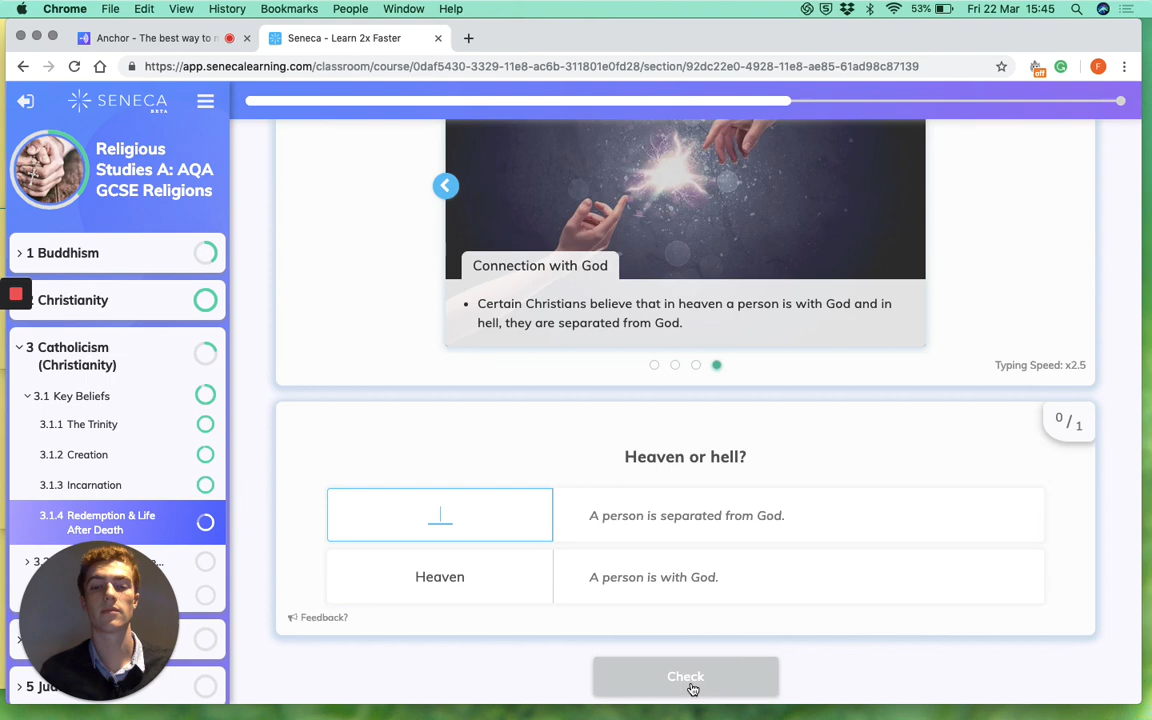 Chrome File Edit View History Bookmarks People Window Help 53% Fri 22 Mar 15:45
Anchor - The best way to
Seneca - Learn 2x Faster
https://app.senecalearning.com/classroom/course/0daf5430-3329-11e8-ac6b-311801e0fd28/section/92dc22e0-4928-11e8-ae85-61ad98c87139
off
F
SENECA
BETA
Religious
Studies A: AQA
GCSE Religions
1 Buddhism
Christianity
3 Catholicism
(Christianity)
3.1 Key Beliefs
3.1.1 The Trinity
3.1.2 Creation
3.1.3 Incarnation
3.1.4 Redemption & Life
After Death
5
Connection with God
• Certain Christians believe that in heaven a person is with God and in
hell, they are separated from God.
Typing Speed: x2.5
0/1
Heaven or hell?
A person is separated from God.
Heaven
A person is with God.
Feedback?
Check